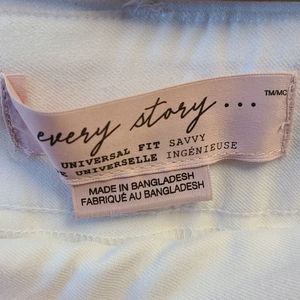 every story...
TM/MC
UNIVERSAL FIT SAVVY
UNIVERSELLE INGÉNIEUSE
MADE IN BANGLADESH
FABRIQUÉ AU BANGLADESH